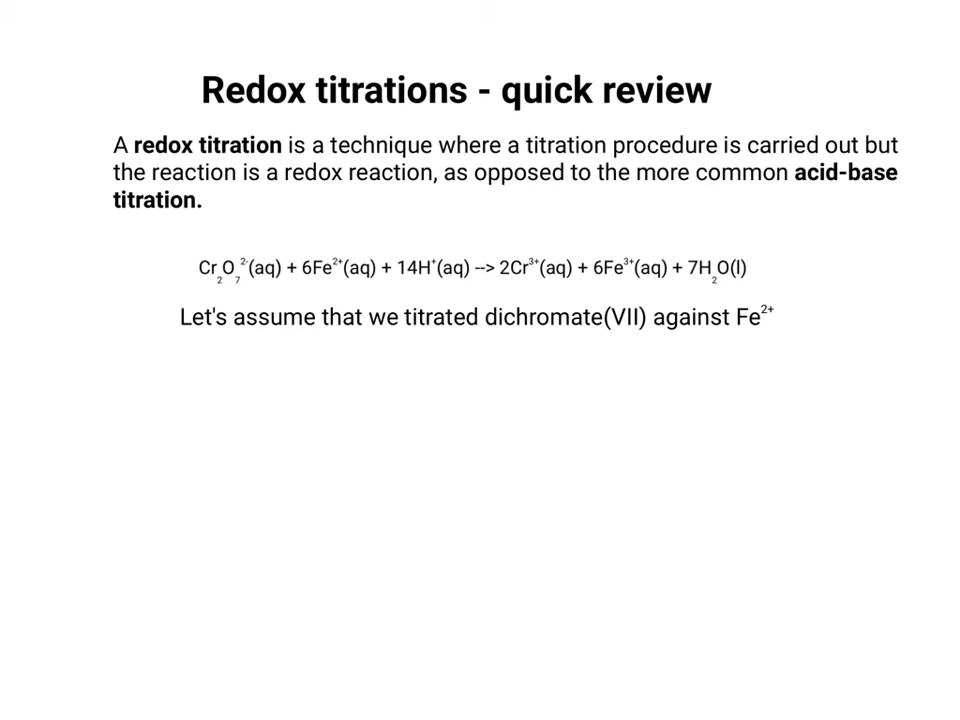 Redox titrations - quick review
A redox titration is a technique where a titration procedure is carried out but
the reaction is a redox reaction, as opposed to the more common acid-base
titration.
Cr₂O₇²⁻(aq) + 6Fe²⁺(aq) + 14H⁺(aq) --> 2Cr³⁺(aq) + 6Fe³⁺(aq) + 7H₂O(l)
Let's assume that we titrated dichromate(VII) against Fe²⁺